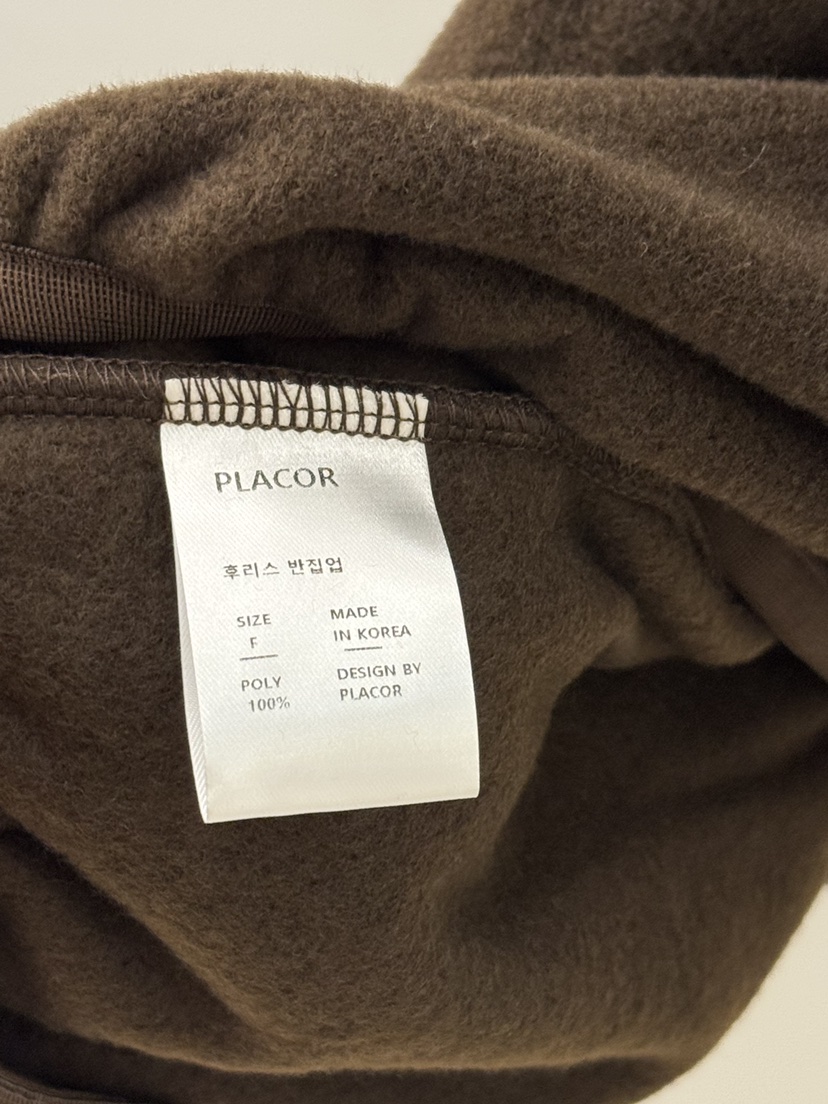 PLACOR
후리스 반집업
SIZE
F
MADE
IN KOREA
POLY
100%
DESIGN BY
PLACOR